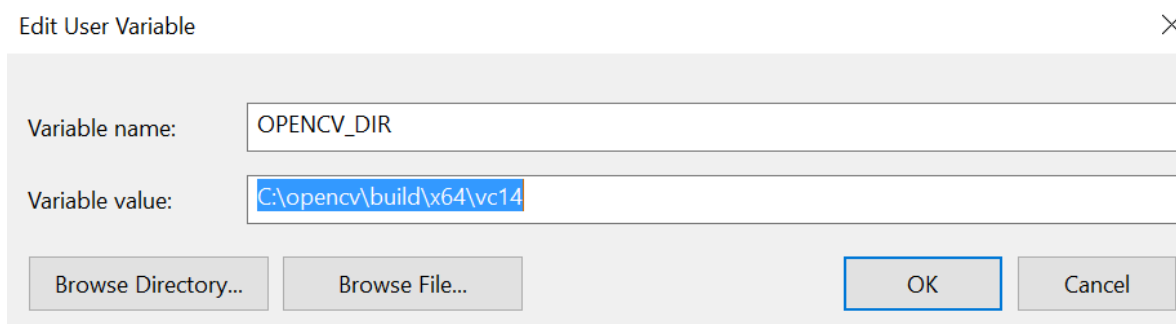 Edit User Variable
Variable name: OPENCV_DIR
Variable value: C:\opencv\build\x64\vc14
Browse Directory... Browse File... OK Cancel